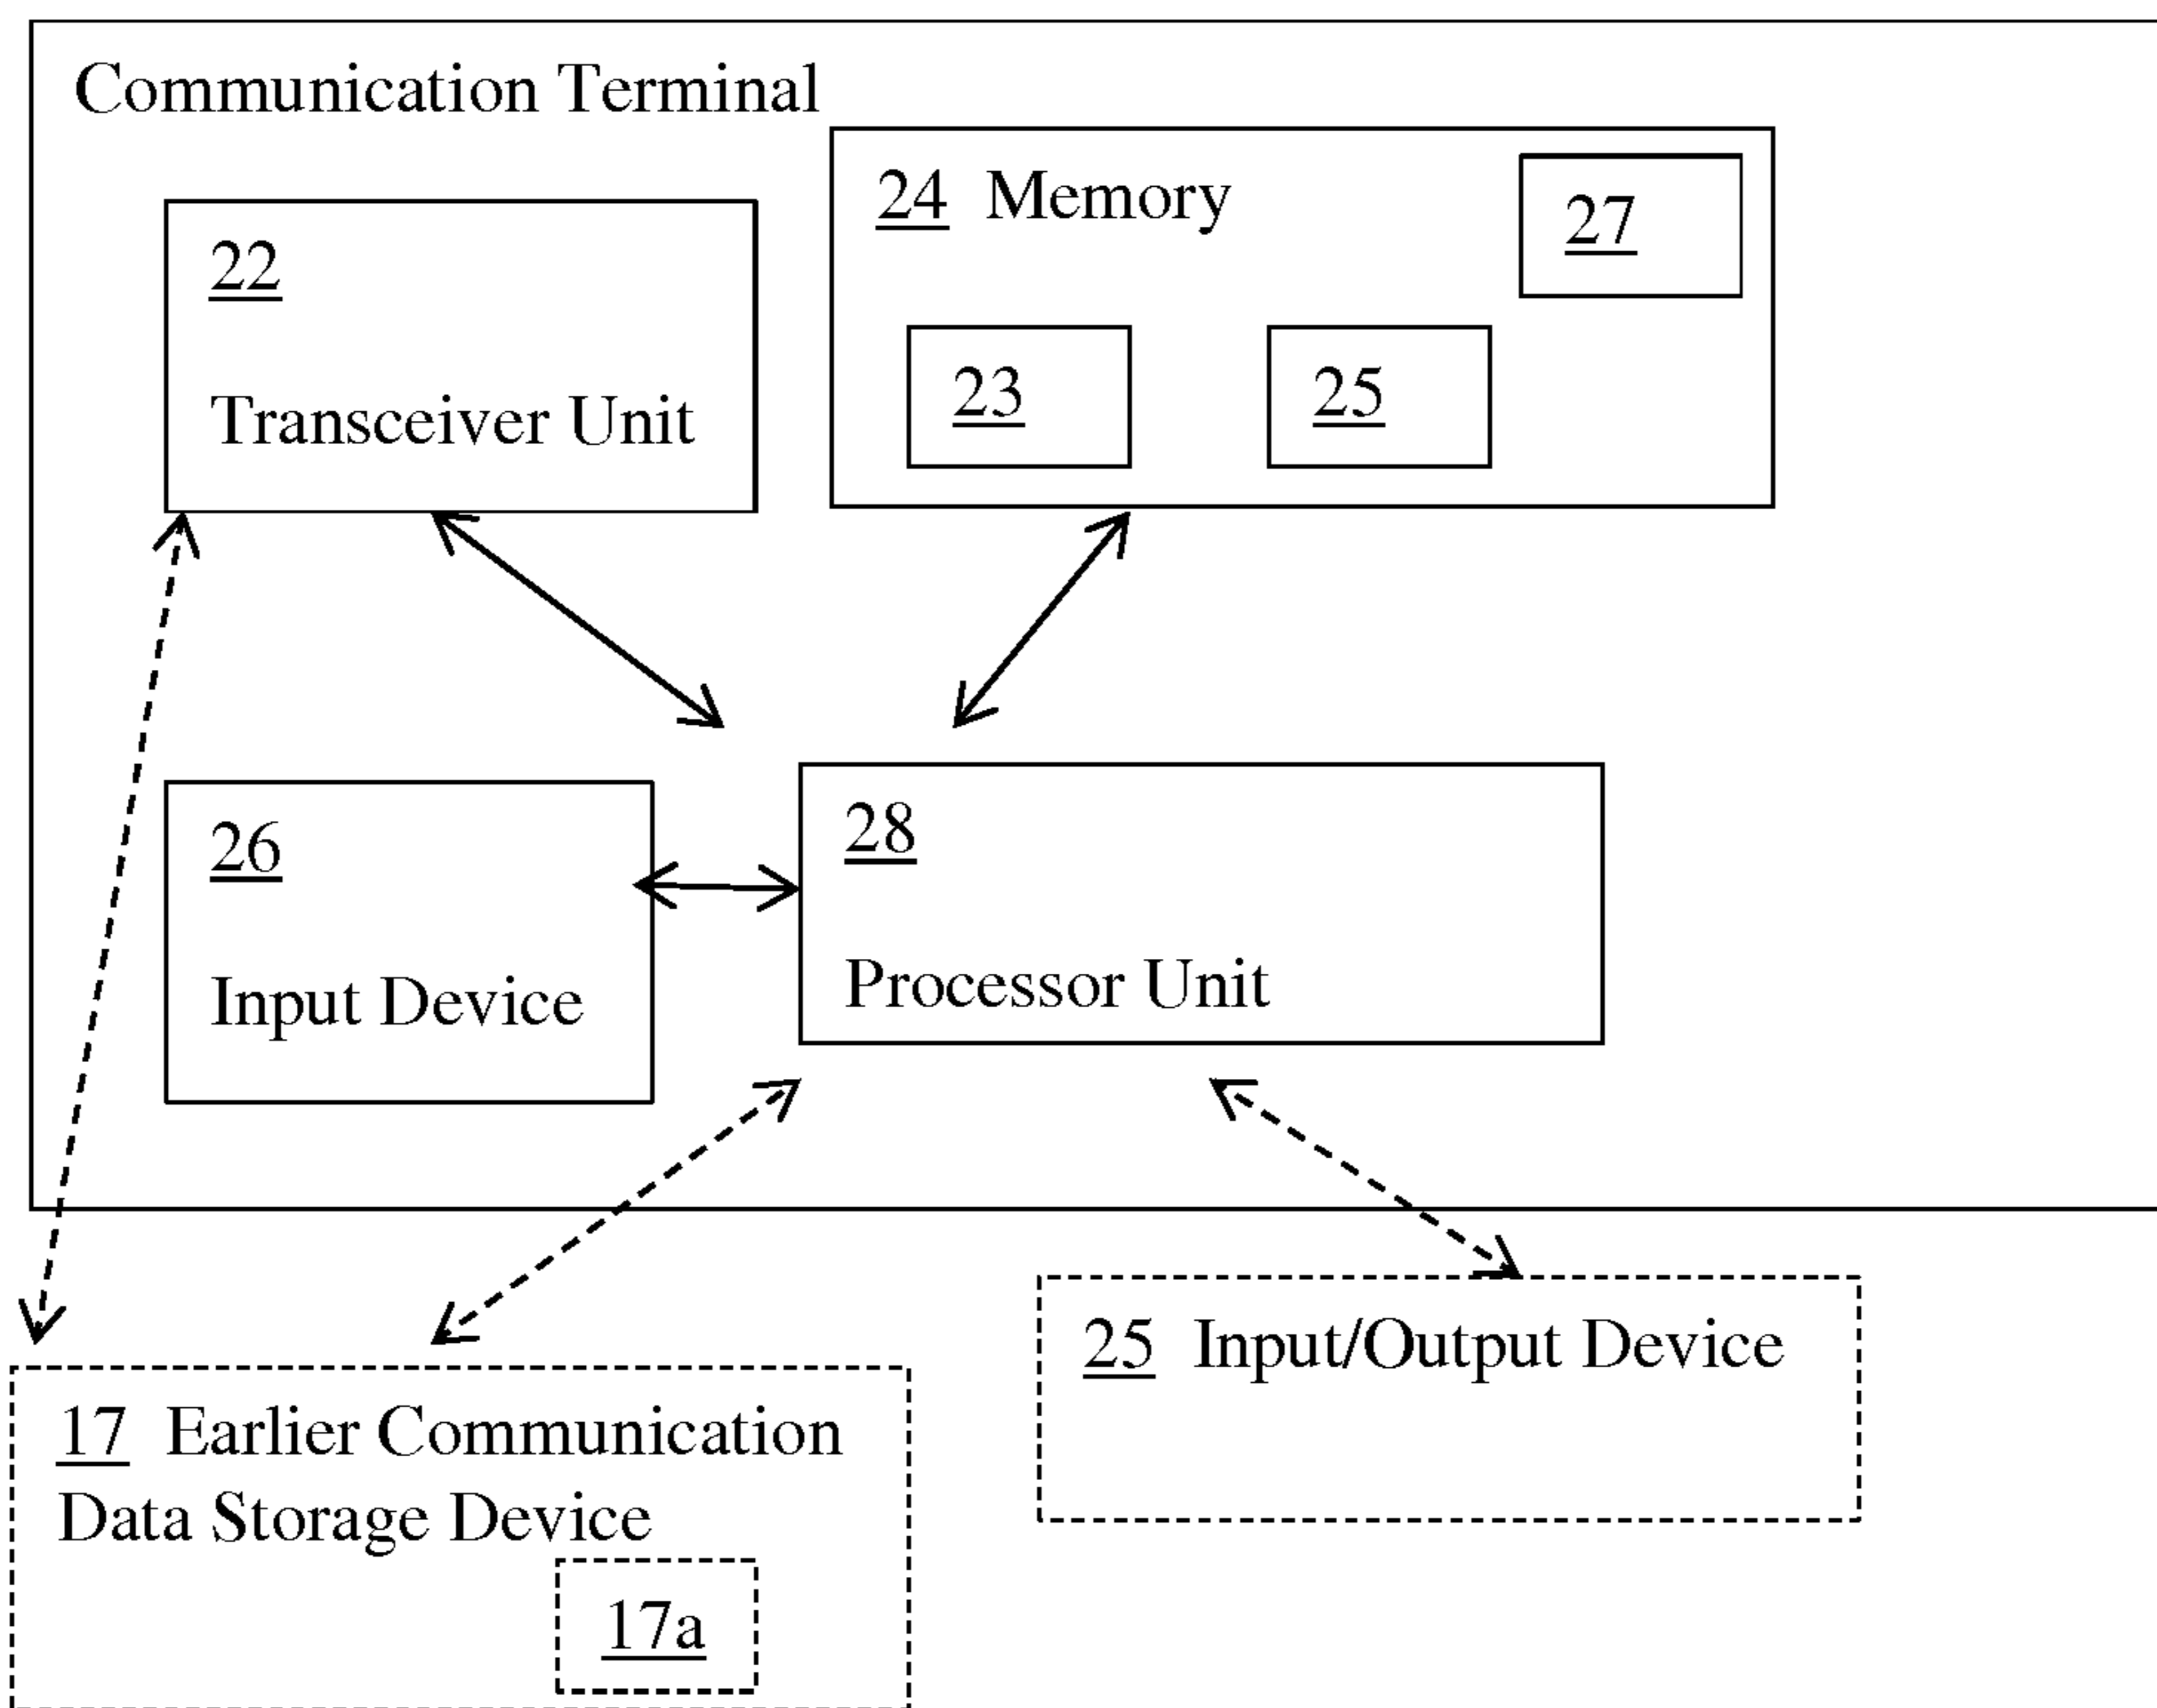 Communication Terminal
24 Memory
27
22
23
25
Transceiver Unit
26
28
Input Device
Processor Unit
25 Input/Output Device
17 Earlier Communication
Data Storage Device
17a